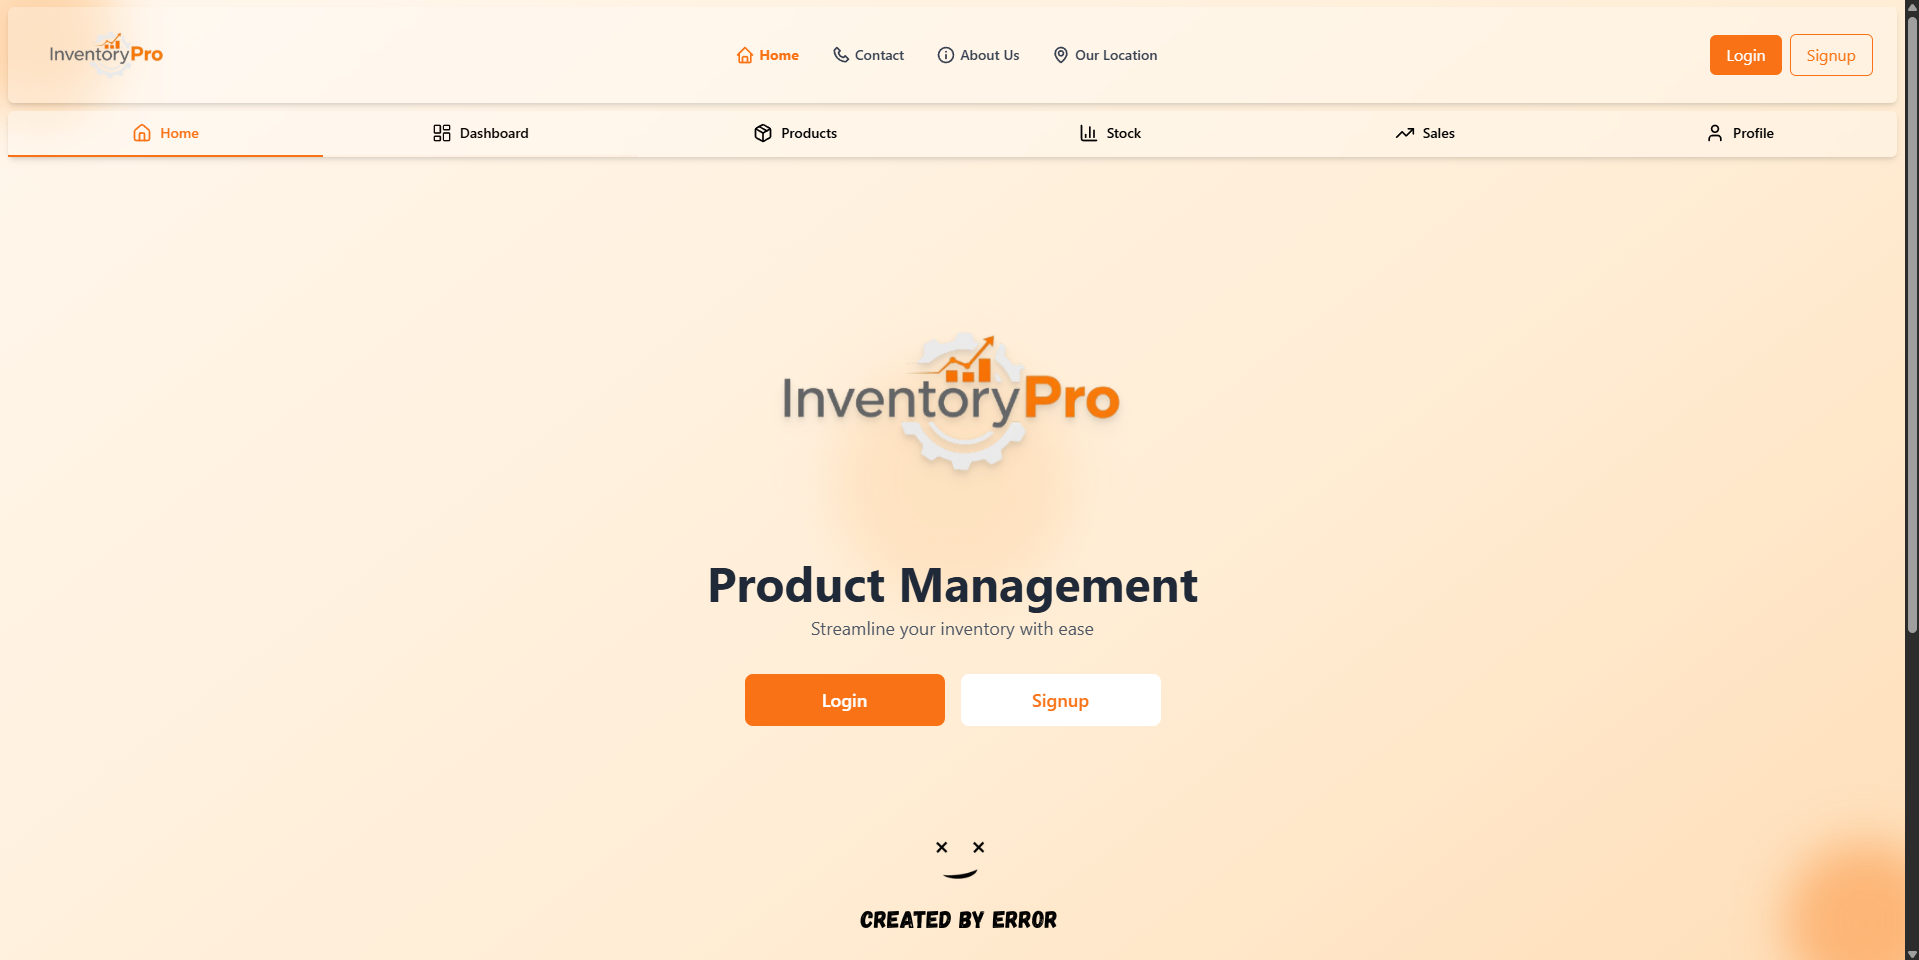 InventoryPro
Home Contact About Us Our Location
Login Signup
Home Dashboard Products Stock Sales Profile
InventoryPro
Product Management
Streamline your inventory with ease
Login Signup
CREATED BY ERROR